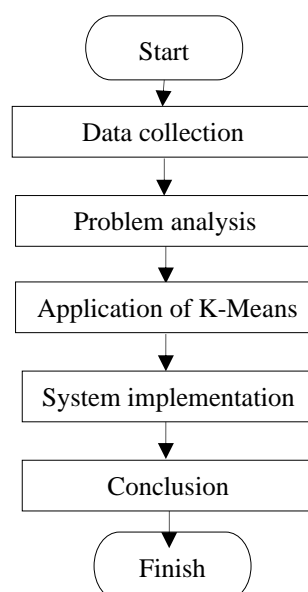 Start
Data collection
Problem analysis
Application of K-Means
System implementation
Conclusion
Finish